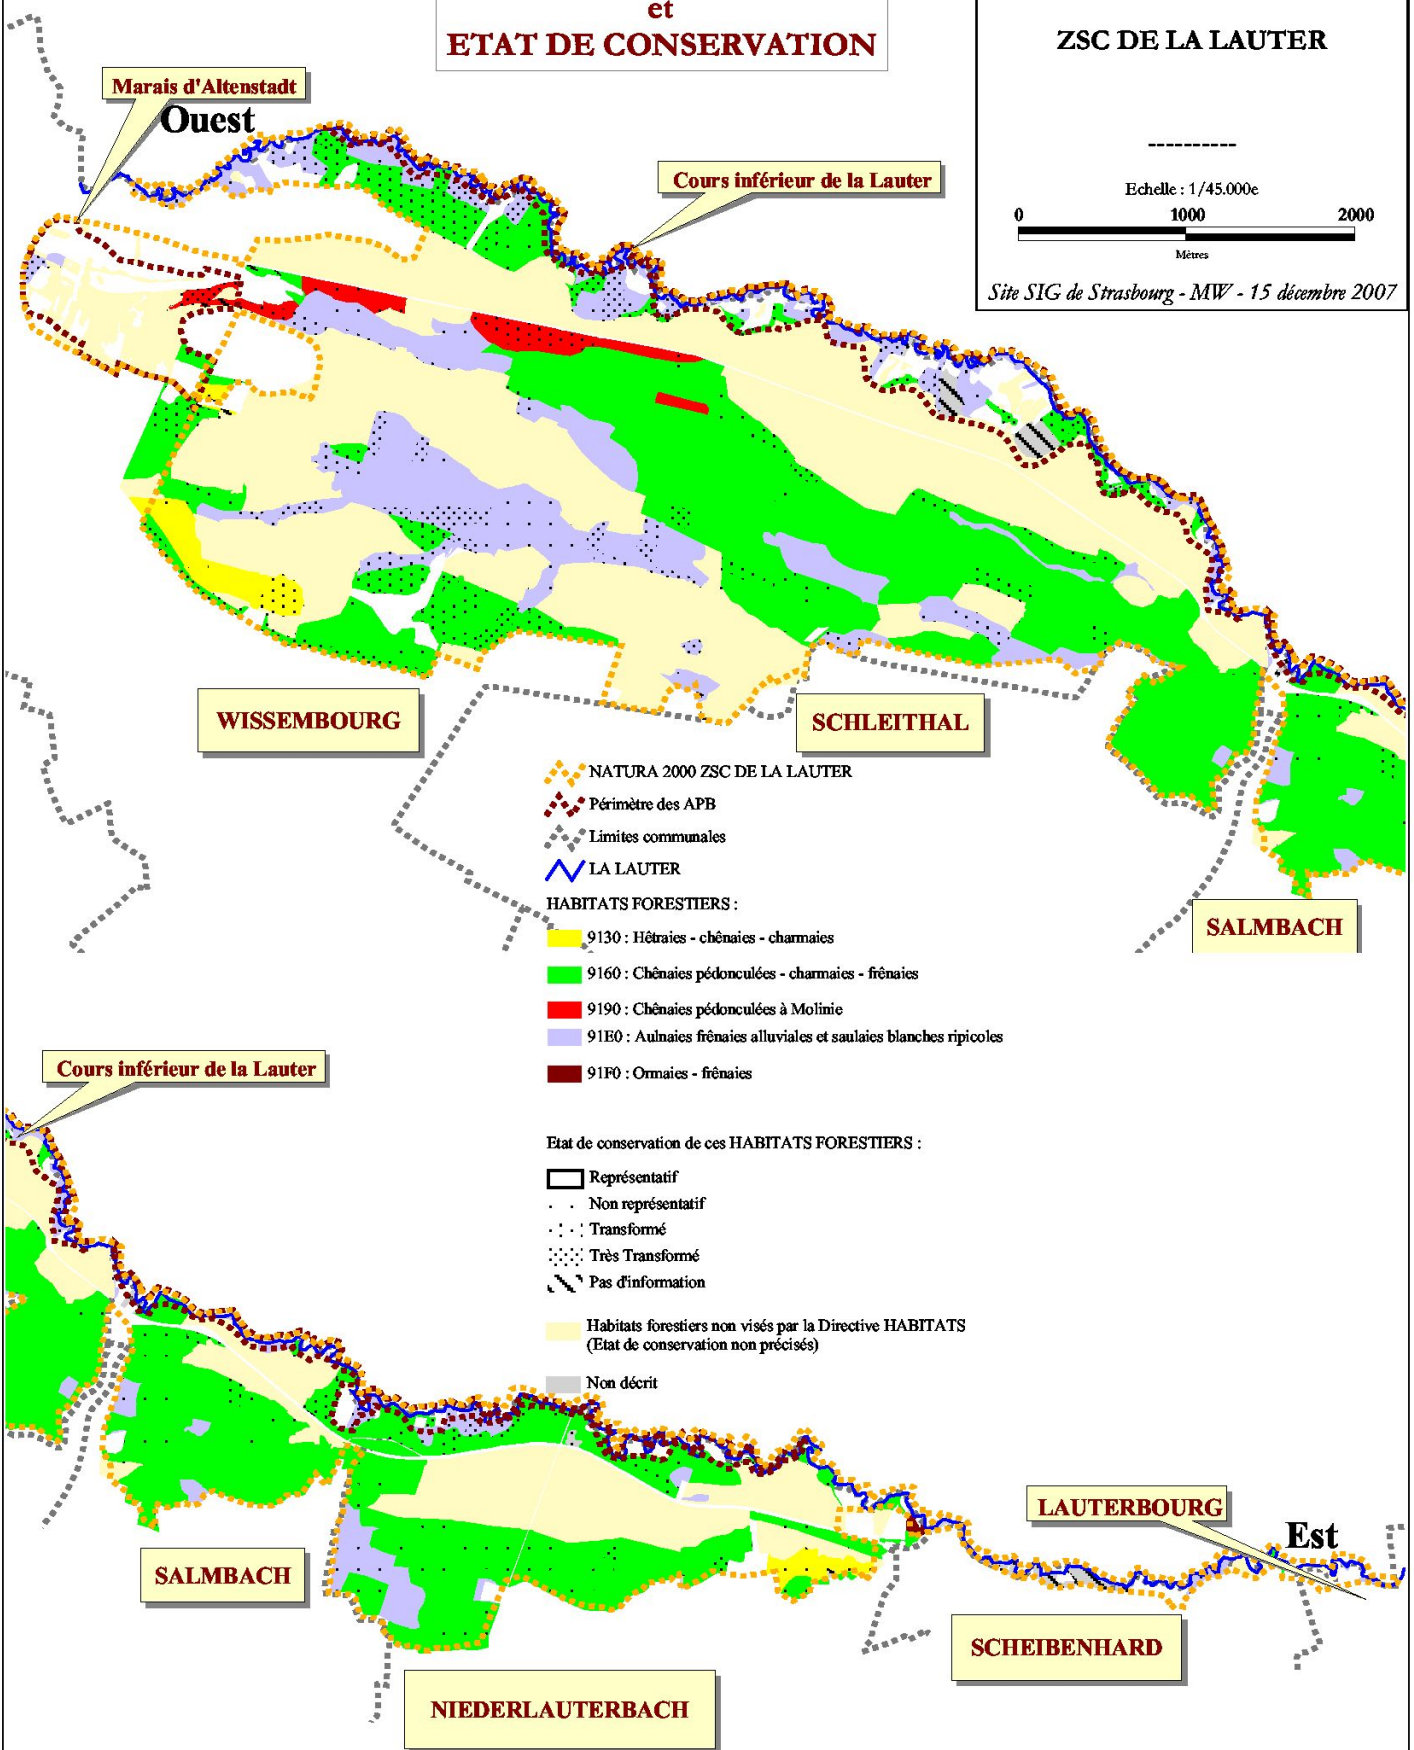 et
ETAT DE CONSERVATION
ZSC DE LA LAUTER
----------
Echelle : 1/45.000e
0 1000 2000
Mètres
Site SIG de Strasbourg - MW - 15 décembre 2007
Marais d'Altenstadt
Ouest
Cours inférieur de la Lauter
WISSEMBOURG
SCHLEITHAL
SALMBACH
NATURA 2000 ZSC DE LA LAUTER
Périmètre des APB
Limites communales
LA LAUTER
HABITATS FORESTIERS :
9130 : Hêtraies - chênaies - charmaies
9160 : Chênaies pédonculées - charmaies - frênaies
9190 : Chênaies pédonculées à Molinie
91E0 : Aulnaies frênaies alluviales et saulaies blanches ripicoles
91F0 : Ormaies - frênaies
Etat de conservation de ces HABITATS FORESTIERS :
Représentatif
Non représentatif
Transformé
Très Transformé
Pas d'information
Habitats forestiers non visés par la Directive HABITATS
(Etat de conservation non précisés)
Non décrit
Cours inférieur de la Lauter
SALMBACH
NIEDERLAUTERBACH
LAUTERBOURG
Est
SCHEIBENHARD